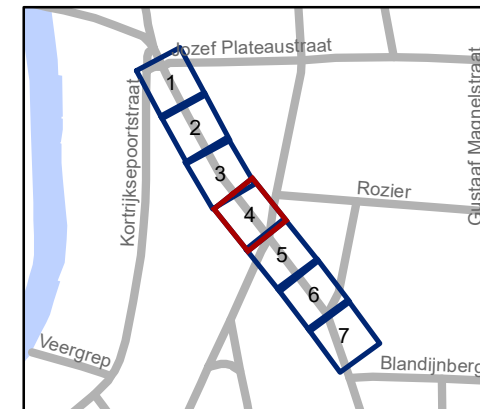 Jozef Plateaustraat
1
2
3
4
5
6
7
Kortrijksepoortstraat
Gustaaf Magnelstraat
Rozier
Veergrep
Blandijnberg